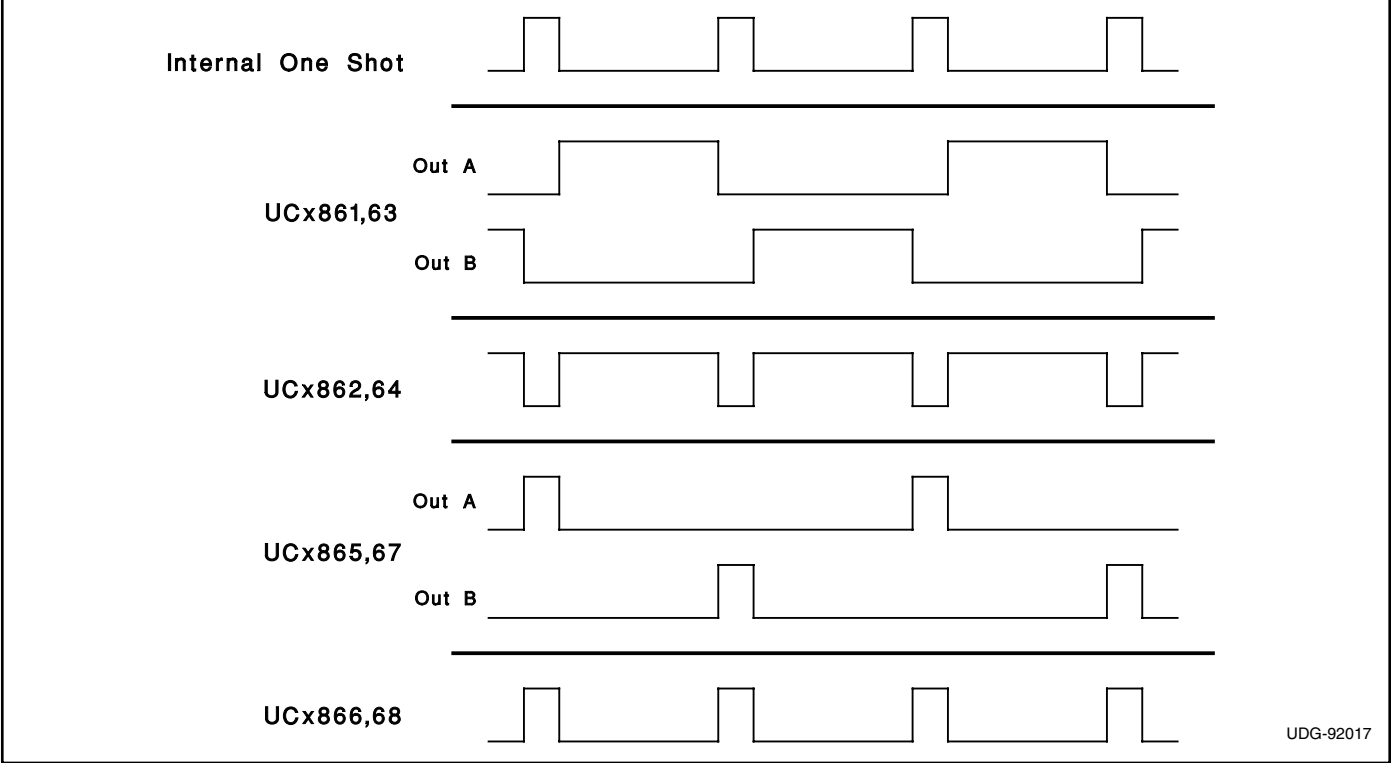 Internal One Shot
Out A
UCx861,63
Out B
UCx862,64
Out A
UCx865,67
Out B
UCx866,68
UDG-92017